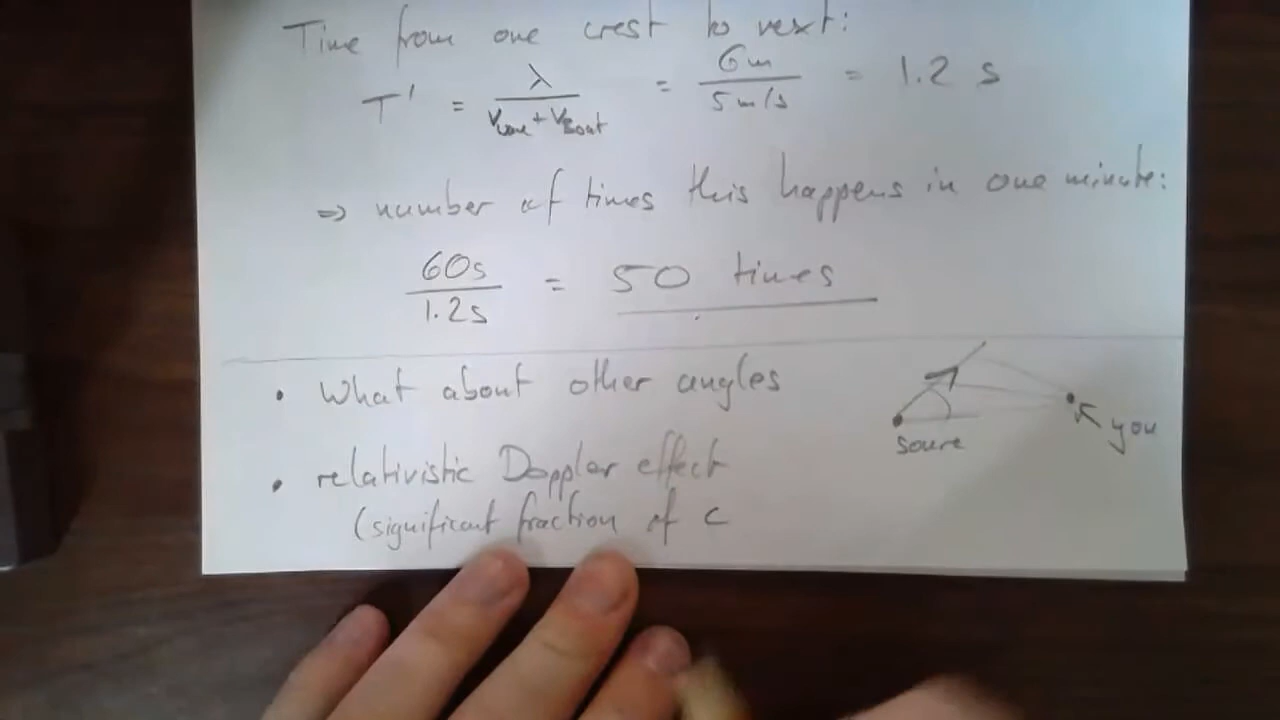 Time from one crest to next:
T' = λ / (v_wave + v_Boat) = 6m / 5m/s = 1.2 s
⇒ number of times this happens in one minute:
60s / 1.2s = 50 times
• What about other angles
source
you
• relativistic Doppler effect
(significant fraction of c